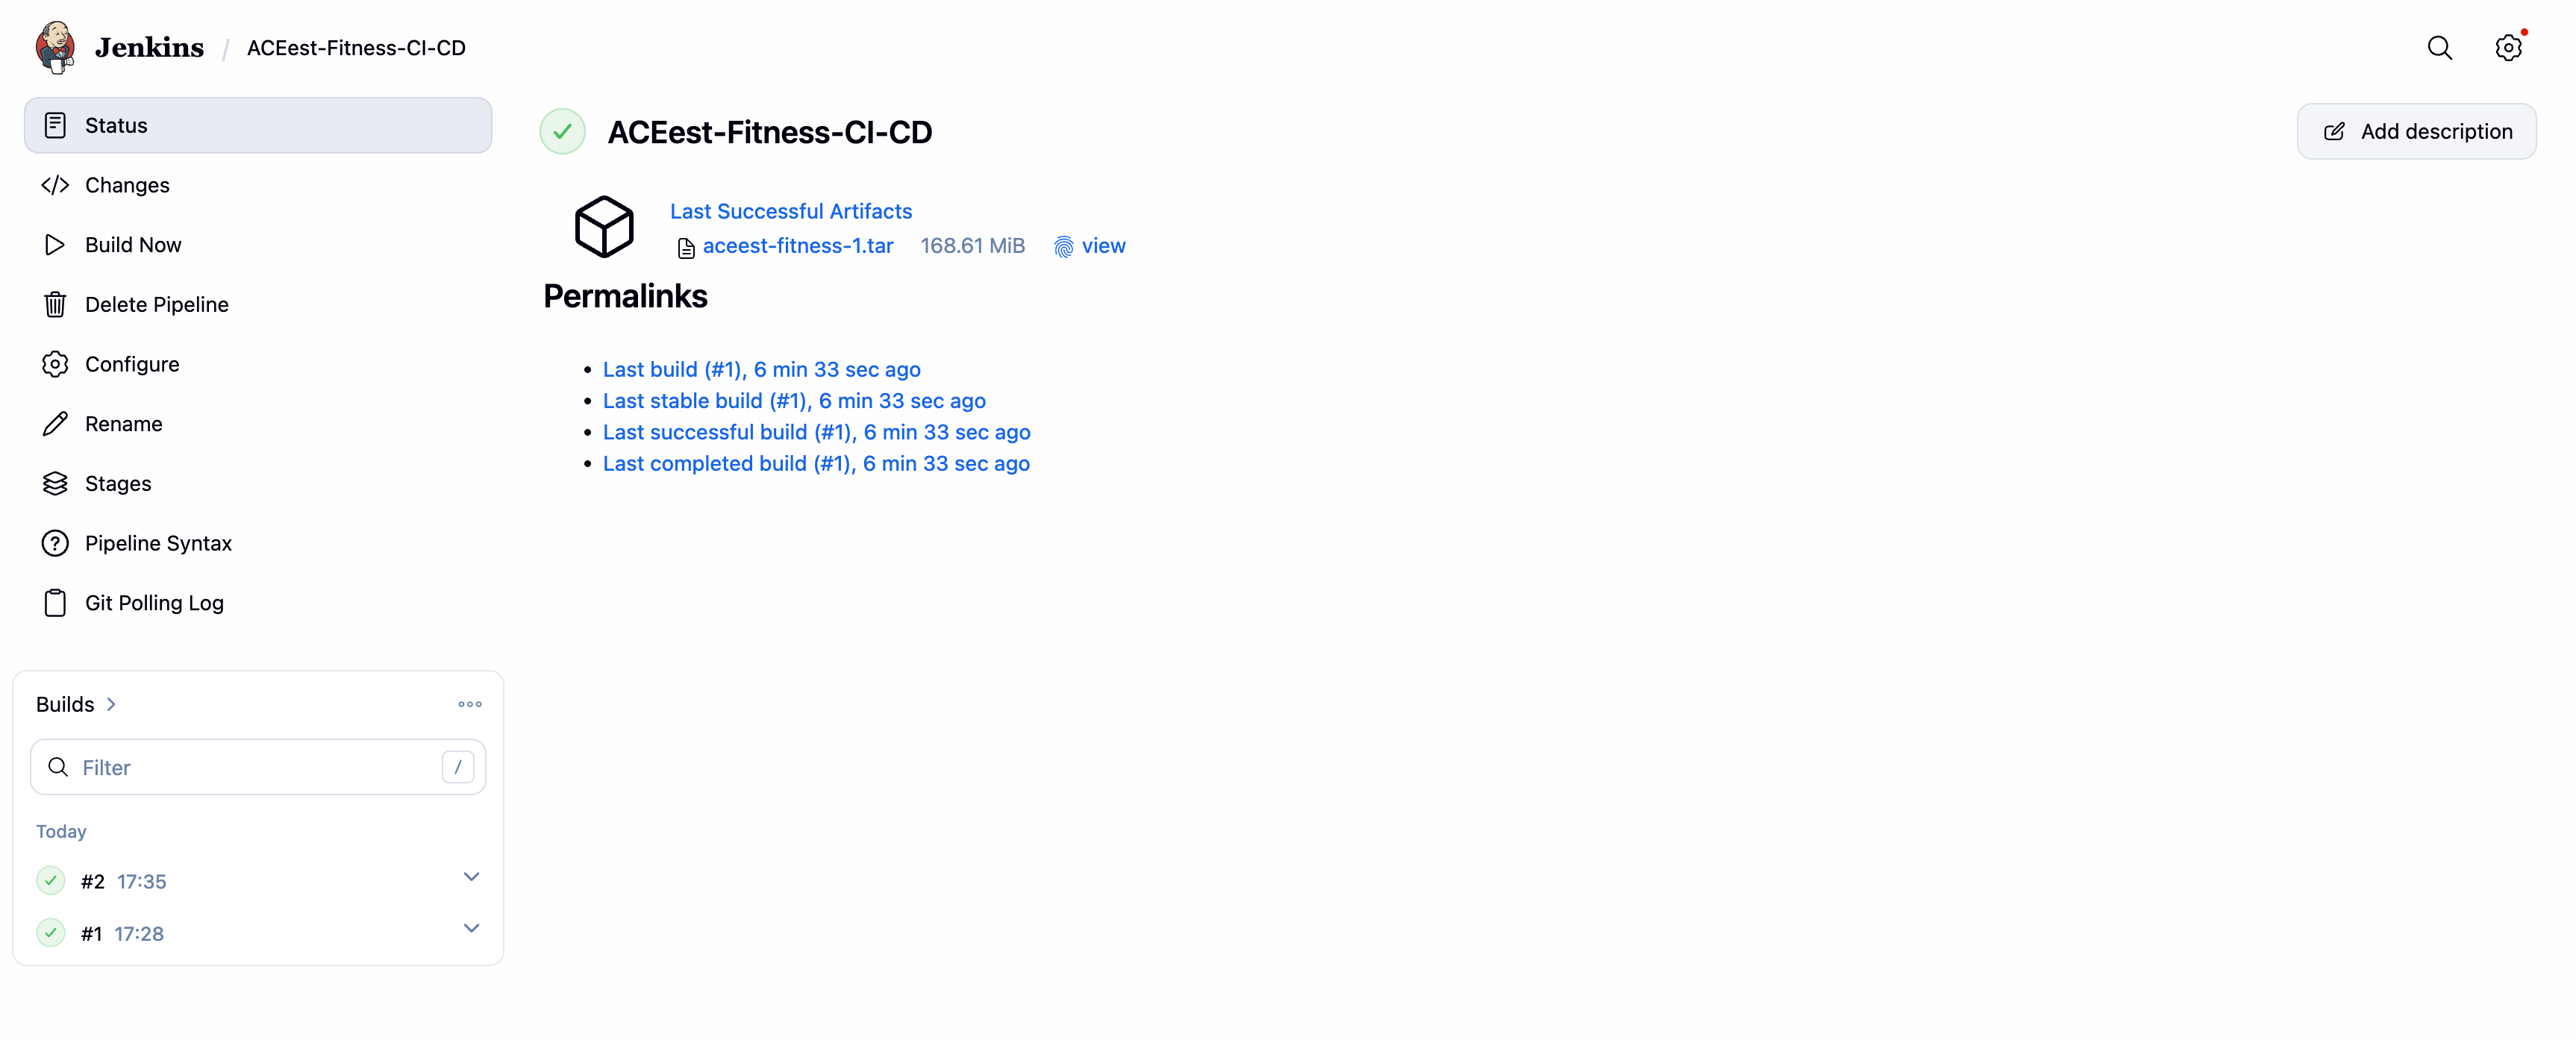 Jenkins / ACEest-Fitness-CI-CD
Status
Changes
Build Now
Delete Pipeline
Configure
Rename
Stages
Pipeline Syntax
Git Polling Log
Builds
Filter /
Today
#2 17:35
#1 17:28
ACEest-Fitness-CI-CD
Add description
Last Successful Artifacts
aceest-fitness-1.tar 168.61 MiB view
Permalinks
Last build (#1), 6 min 33 sec ago
Last stable build (#1), 6 min 33 sec ago
Last successful build (#1), 6 min 33 sec ago
Last completed build (#1), 6 min 33 sec ago